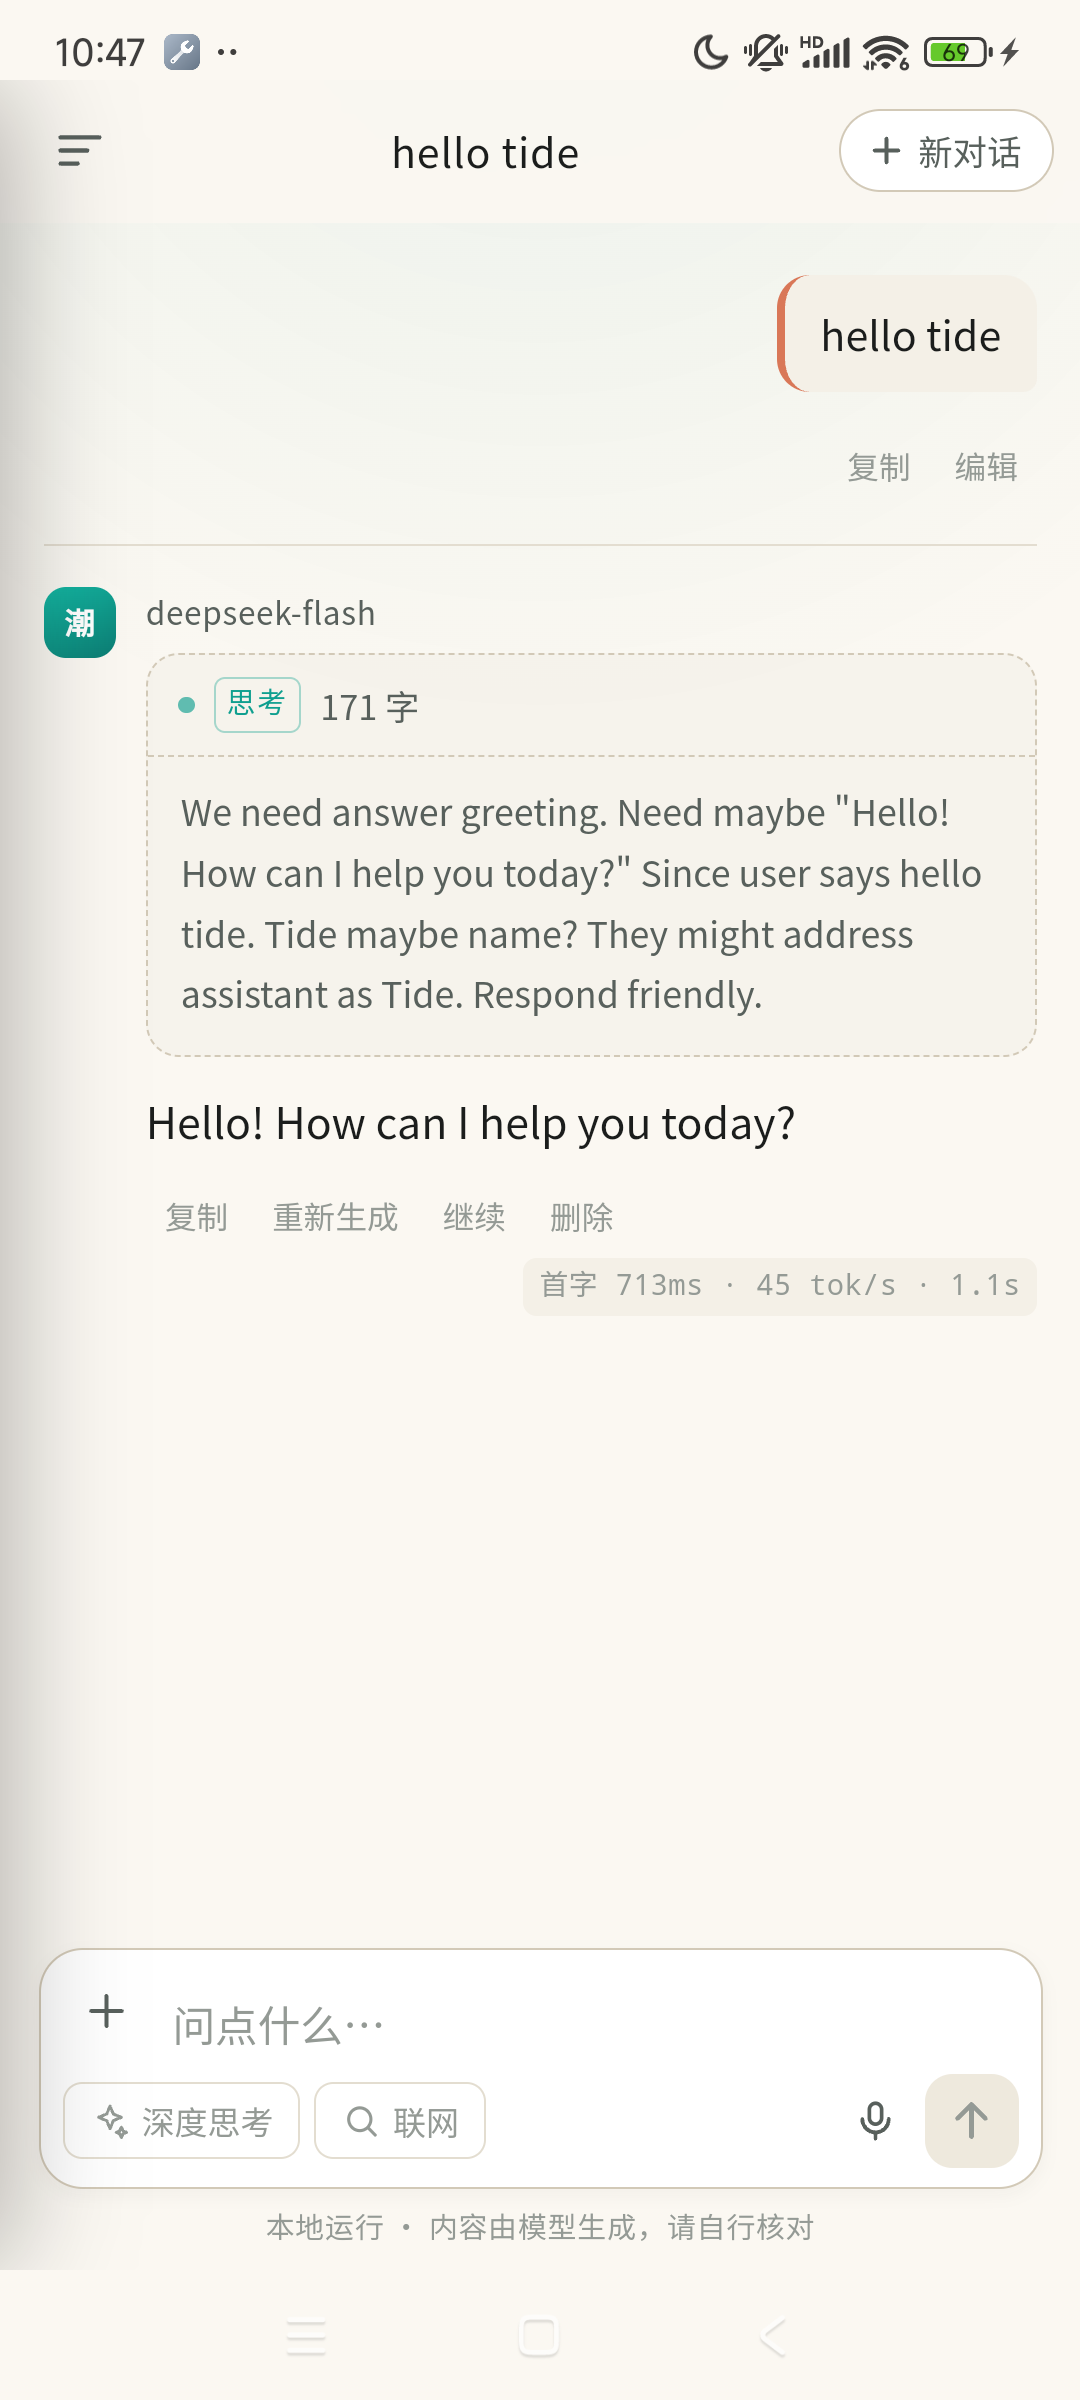 10:47
HD
6
69
hello tide
新对话
hello tide
复制 编辑
潮
deepseek-flash
思考 171 字
We need answer greeting. Need maybe "Hello!
How can I help you today?" Since user says hello
tide. Tide maybe name? They might address
assistant as Tide. Respond friendly.
Hello! How can I help you today?
复制 重新生成 继续 删除
首字 713ms · 45 tok/s · 1.1s
问点什么…
深度思考 联网
本地运行 · 内容由模型生成，请自行核对